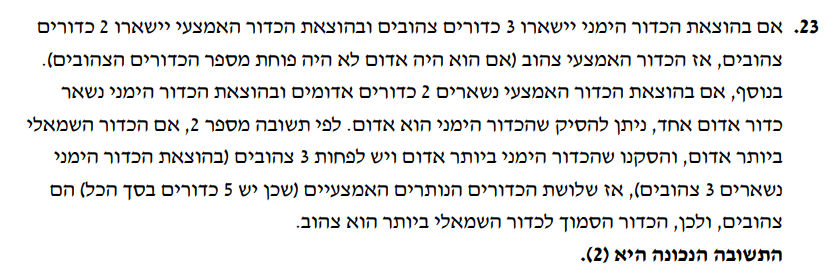 23. אם בהוצאת הכדור הימני יישארו 3 כדורים צהובים ובהוצאת הכדור האמצעי יישארו 2 כדורים
צהובים, אז הכדור האמצעי צהוב (אם הוא היה אדום לא היה פוחת מספר הכדורים הצהובים).
בנוסף, אם בהוצאת הכדור האמצעי נשארים 2 כדורים אדומים ובהוצאת הכדור הימני נשאר
כדור אדום אחד, ניתן להסיק שהכדור הימני הוא אדום. לפי תשובה מספר 2, אם הכדור השמאלי
ביותר אדום, והסקנו שהכדור הימני ביותר אדום ויש לפחות 3 צהובים (בהוצאת הכדור הימני
נשארים 3 צהובים), אז שלושת הכדורים הנותרים האמצעיים (שכן יש 5 כדורים בסך הכל) הם
צהובים, ולכן, הכדור הסמוך לכדור השמאלי ביותר הוא צהוב.
התשובה הנכונה היא (2).